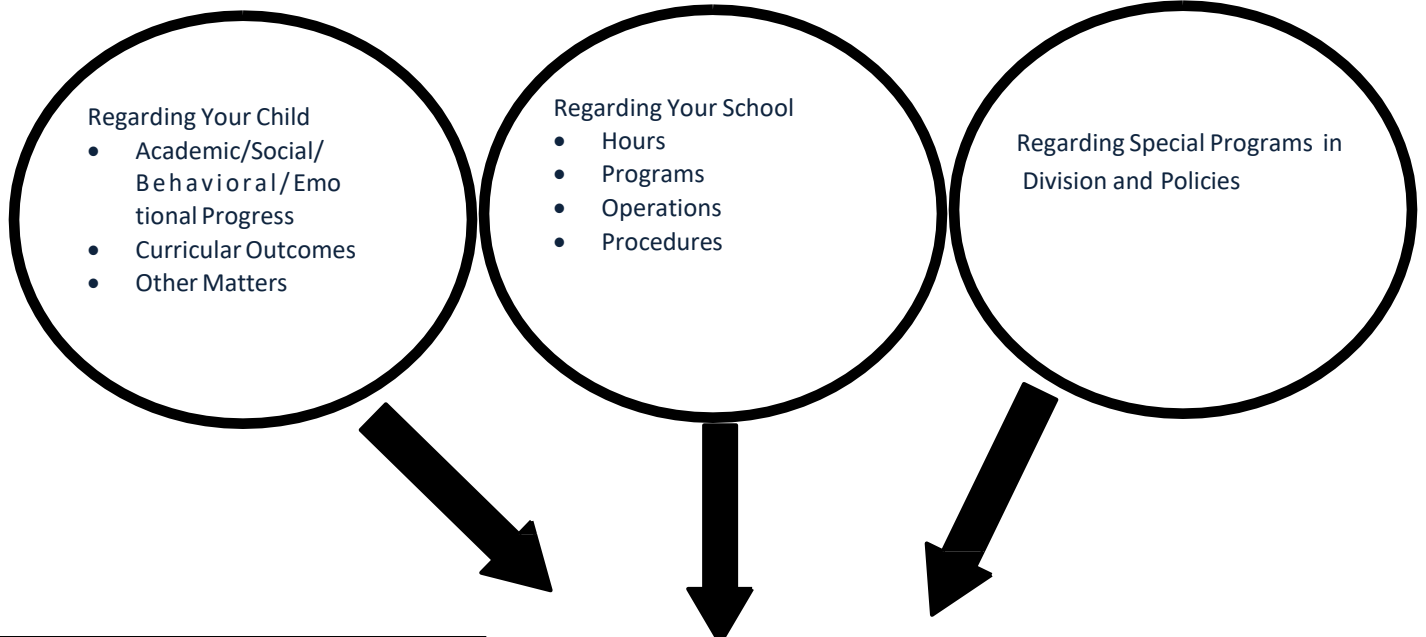 Regarding Your Child
• Academic/Social/
Behavioral/Emo
tional Progress
• Curricular Outcomes
• Other Matters
Regarding Your School
• Hours
• Programs
• Operations
• Procedures
Regarding Special Programs in
Division and Policies